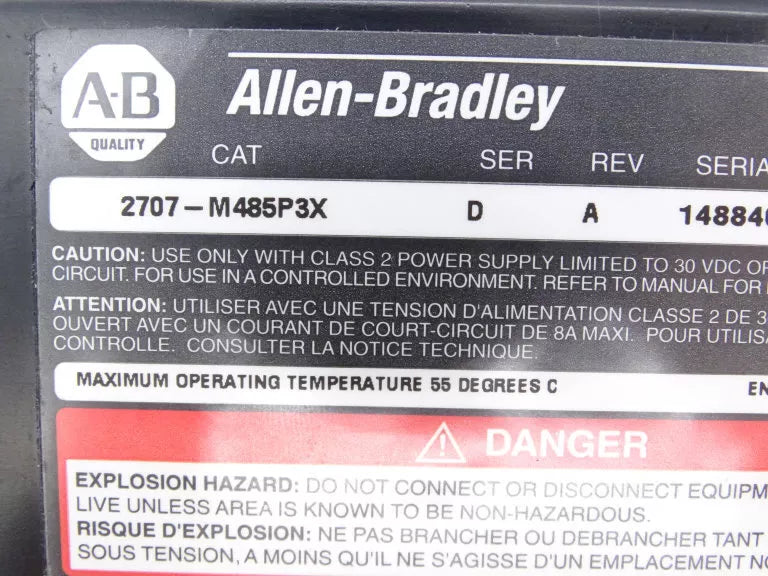 A-B
QUALITY
Allen-Bradley
CAT SER REV
2707-M485P3X D A
CAUTION: USE ONLY WITH CLASS 2 POWER SUPPLY LIMITED TO 30 VDC
CIRCUIT. FOR USE IN A CONTROLLED ENVIRONMENT. REFER TO MANUAL FOR
ATTENTION: UTILISER AVEC UNE TENSION D'ALIMENTATION CLASSE 2 DE
OUVERT AVEC UN COURANT DE COURT-CIRCUIT DE 8A MAXI. POUR
CONTROLLE. CONSULTER LA NOTICE TECHNIQUE.
MAXIMUM OPERATING TEMPERATURE 55 DEGREES C
DANGER
EXPLOSION HAZARD: DO NOT CONNECT OR DISCONNECT
LIVE UNLESS AREA IS KNOWN TO BE NON-HAZARDOUS.
RISQUE D'EXPLOSION: NE PAS BRANCHER OU DEBRANCHER TANT
SOUS TENSION, A MOINS QU'IL NE S'AGISSE D'UN EMPLACEMENT